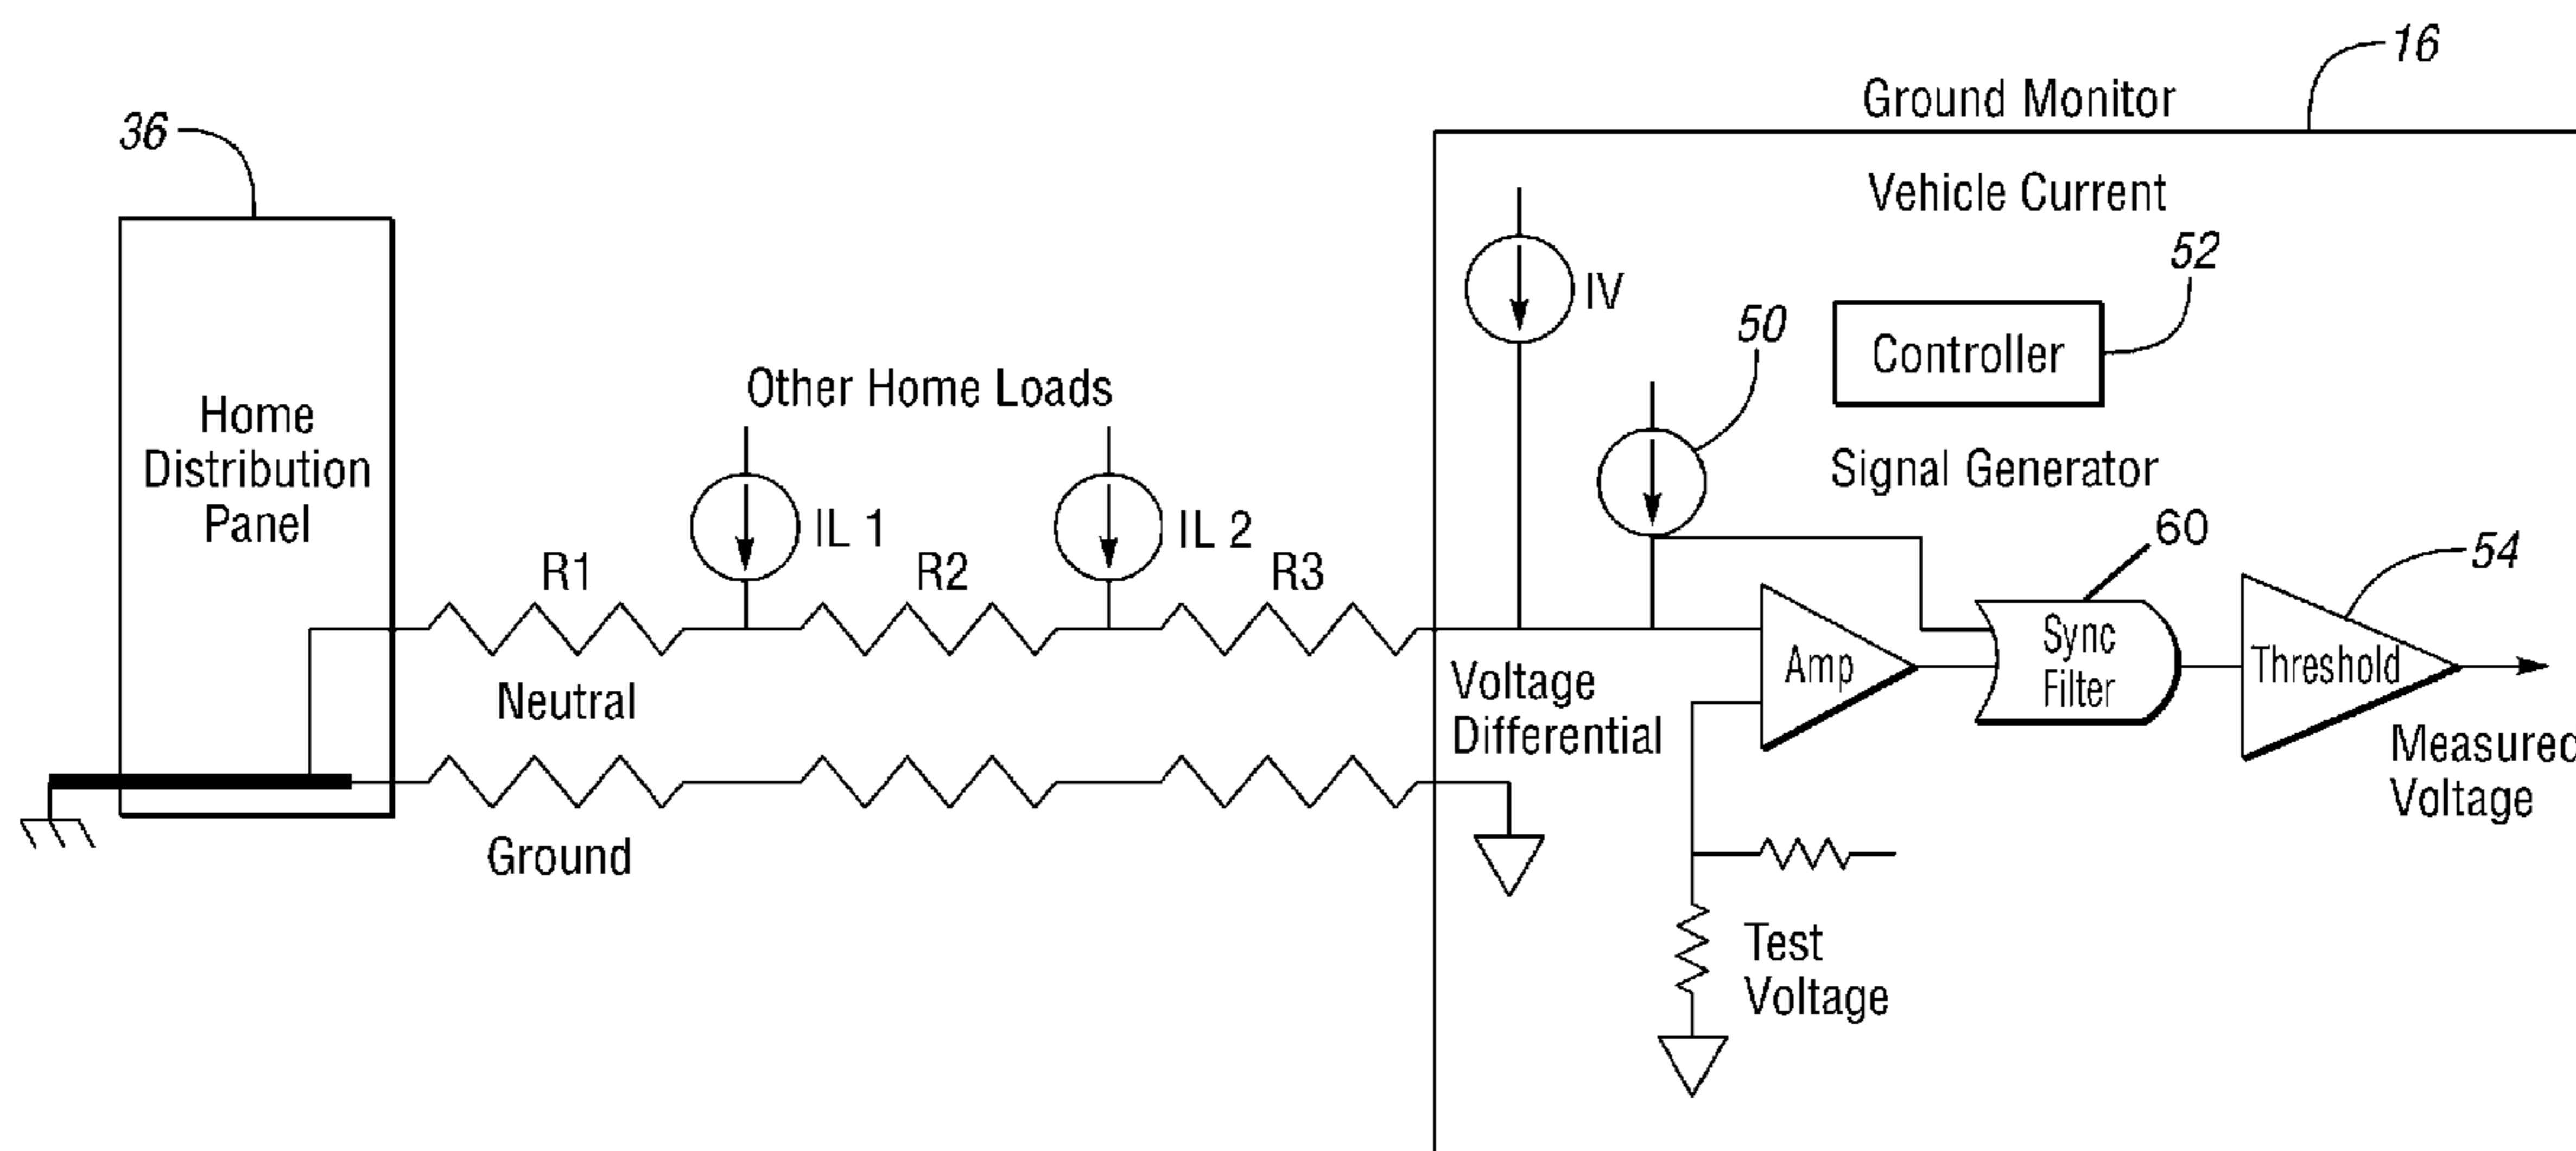 16
Ground Monitor
36
Vehicle Current
52
IV
50
Controller
Other Home Loads
Home
Distribution
Panel
Signal Generator
IL 1
IL 2
60
54
R1
R2
R3
Sync
Filter
Amp
Threshold
Neutral
Voltage
Differential
Measured
Voltage
Ground
Test
Voltage